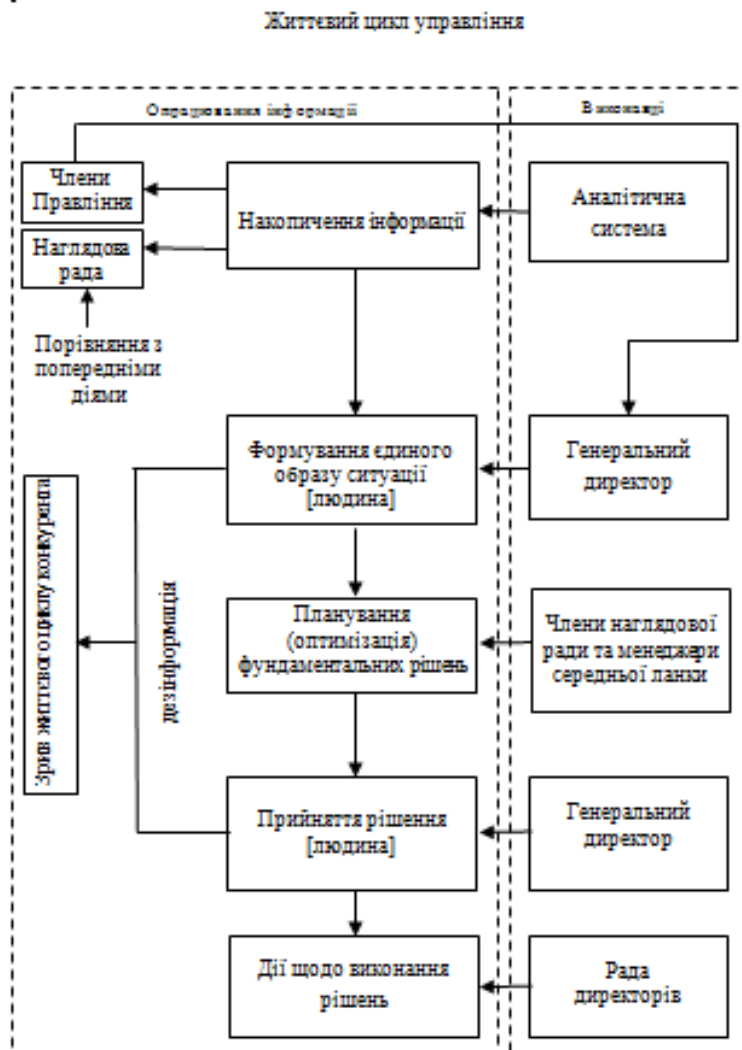 Життєвий цикл управління
Опрацювання інформації
Виконавці
Члени
Правління
Накопичення інформації
Аналітична
система
Наглядова
рада
Порівняння з
попередніми
діями
Формування єдиного
образу ситуації
[людина]
Генеральний
директор
Зрив життєвого циклу конкурента
дезінформація
Планування
(оптимізація)
фундаментальних рішень
Члени наглядової
ради та менеджери
середньої ланки
Прийняття рішення
[людина]
Генеральний
директор
Дії щодо виконання
рішень
Рада
директорів